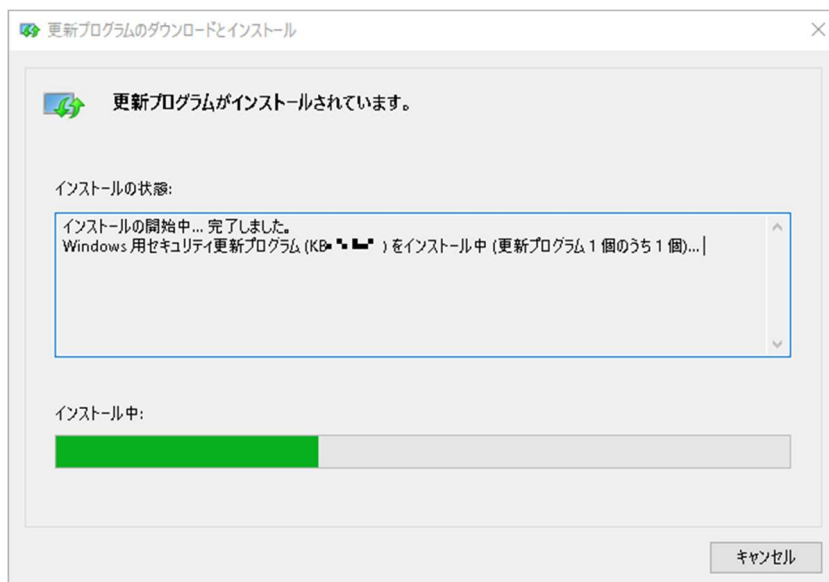 更新プログラムのダウンロードとインストール
更新プログラムがインストールされています。
インストールの状態:
インストールの開始中... 完了しました。
Windows 用セキュリティ更新プログラム (KB ) をインストール中 (更新プログラム 1 個のうち 1 個)...
インストール中:
キャンセル